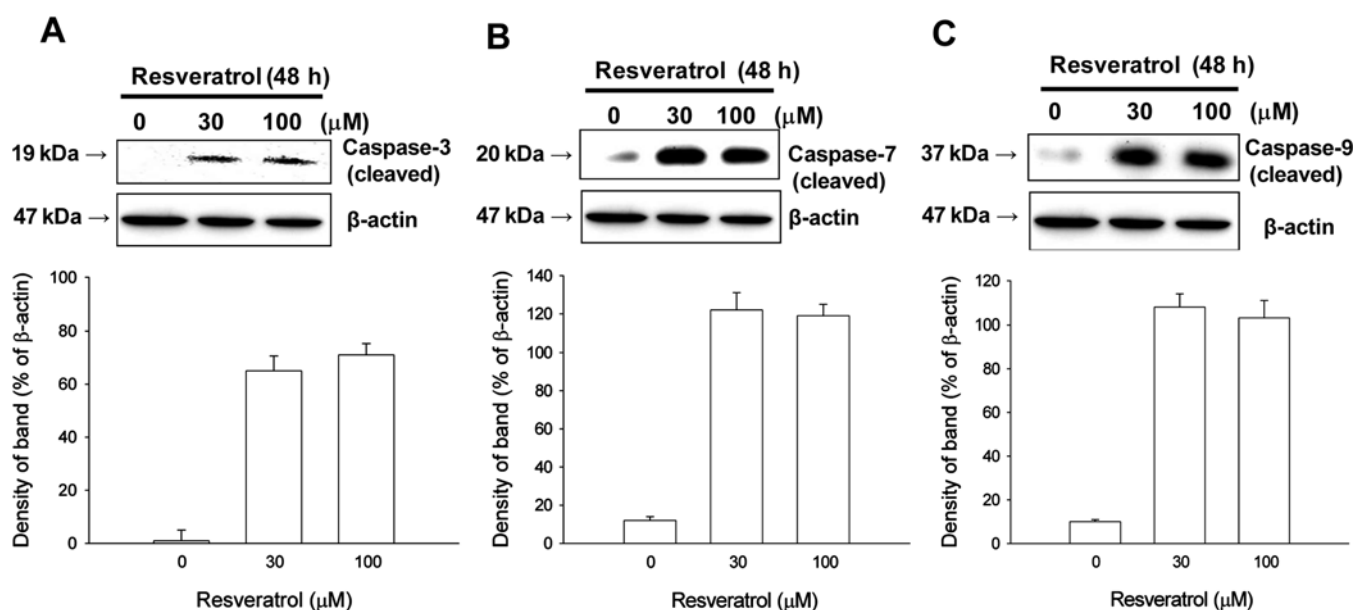 A
Resveratrol (48 h)
0 30 100 (μM)
19 kDa → Caspase-3
(cleaved)
47 kDa → β-actin
Density of band (% of β-actin)
100
80
60
40
20
0
0 30 100
Resveratrol (μM)
B
Resveratrol (48 h)
0 30 100 (μM)
20 kDa → Caspase-7
(cleaved)
47 kDa → β-actin
Density of band (% of β-actin)
140
120
100
80
60
40
20
0
0 30 100
Resveratrol (μM)
C
Resveratrol (48 h)
0 30 100 (μM)
37 kDa → Caspase-9
(cleaved)
47 kDa → β-actin
Density of band (% of β-actin)
120
100
80
60
40
20
0
0 30 100
Resveratrol (μM)